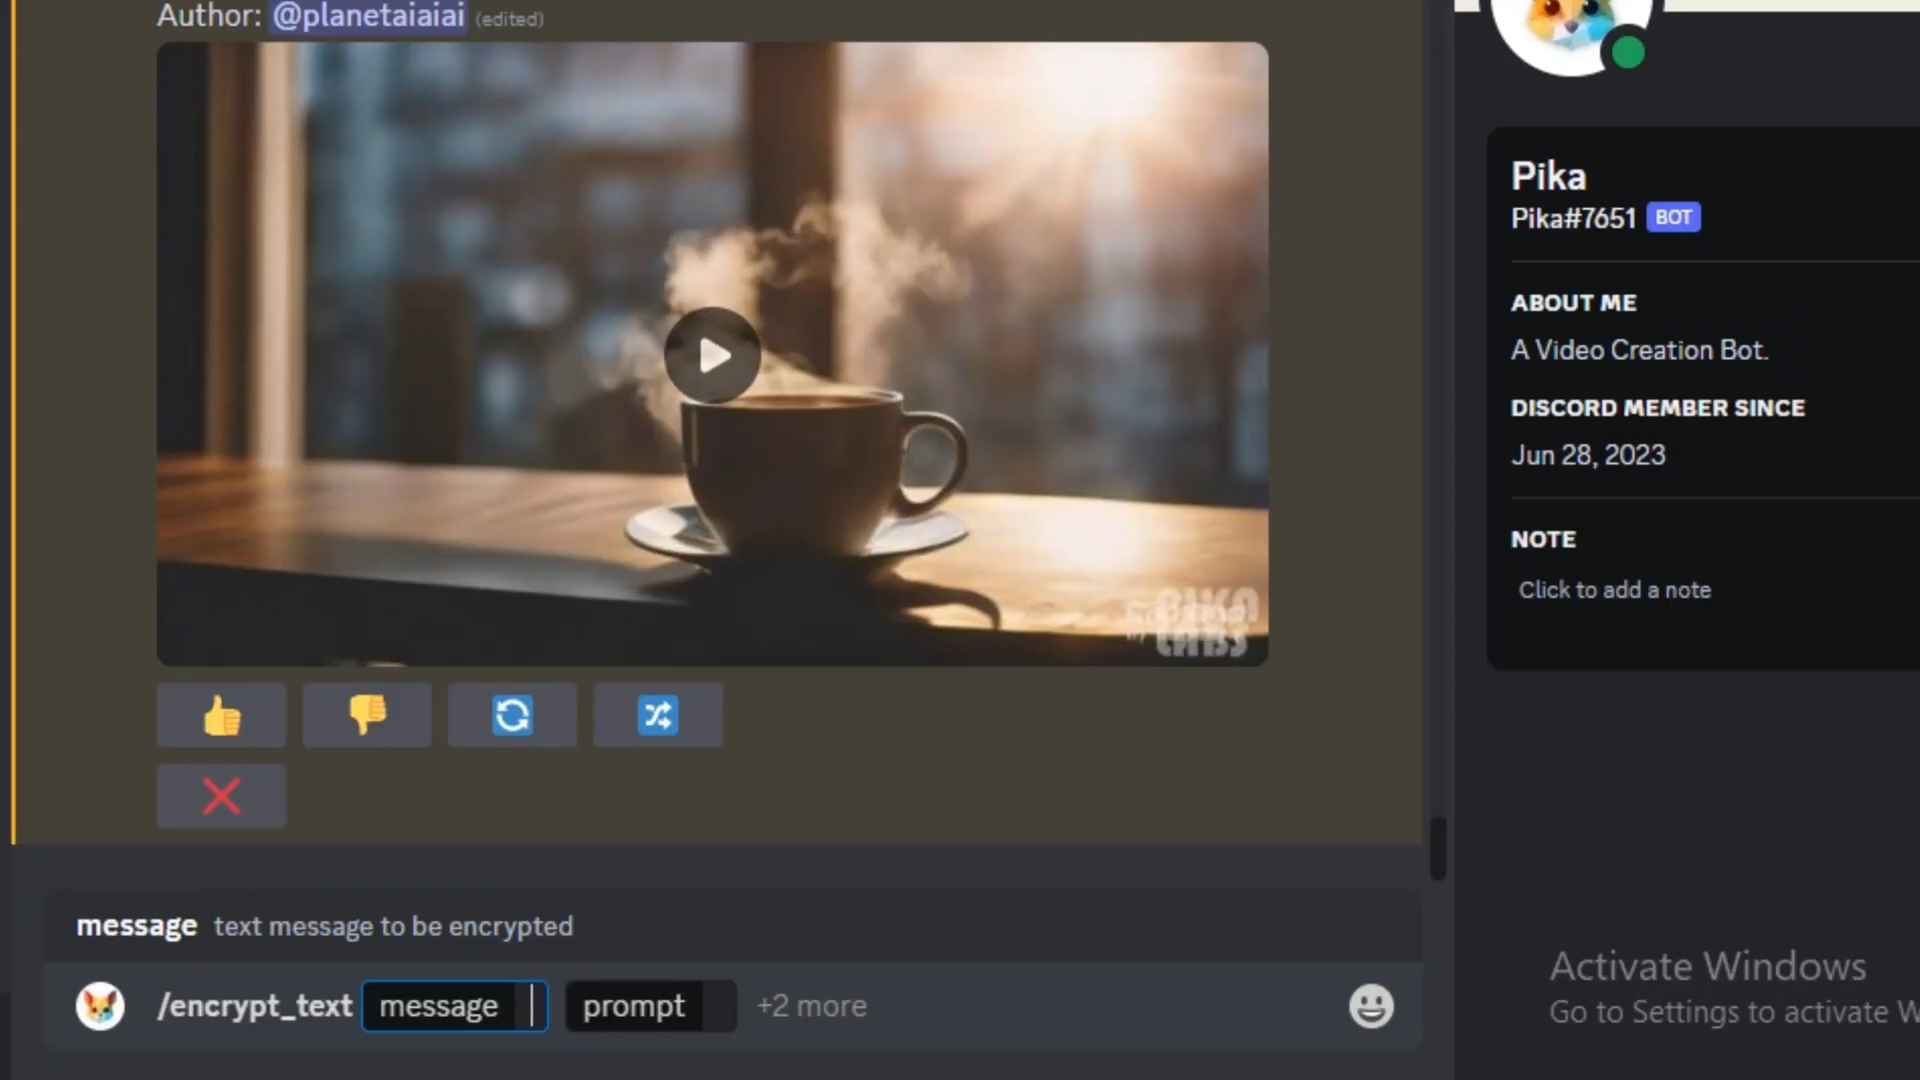 Author: @planetaiaiai (edited)
PIKA
LABS
Pika
Pika#7651 BOT
ABOUT ME
A Video Creation Bot.
DISCORD MEMBER SINCE
Jun 28, 2023
NOTE
Click to add a note
message text message to be encrypted
/encrypt_text message prompt +2 more
Activate Windows
Go to Settings to activate W